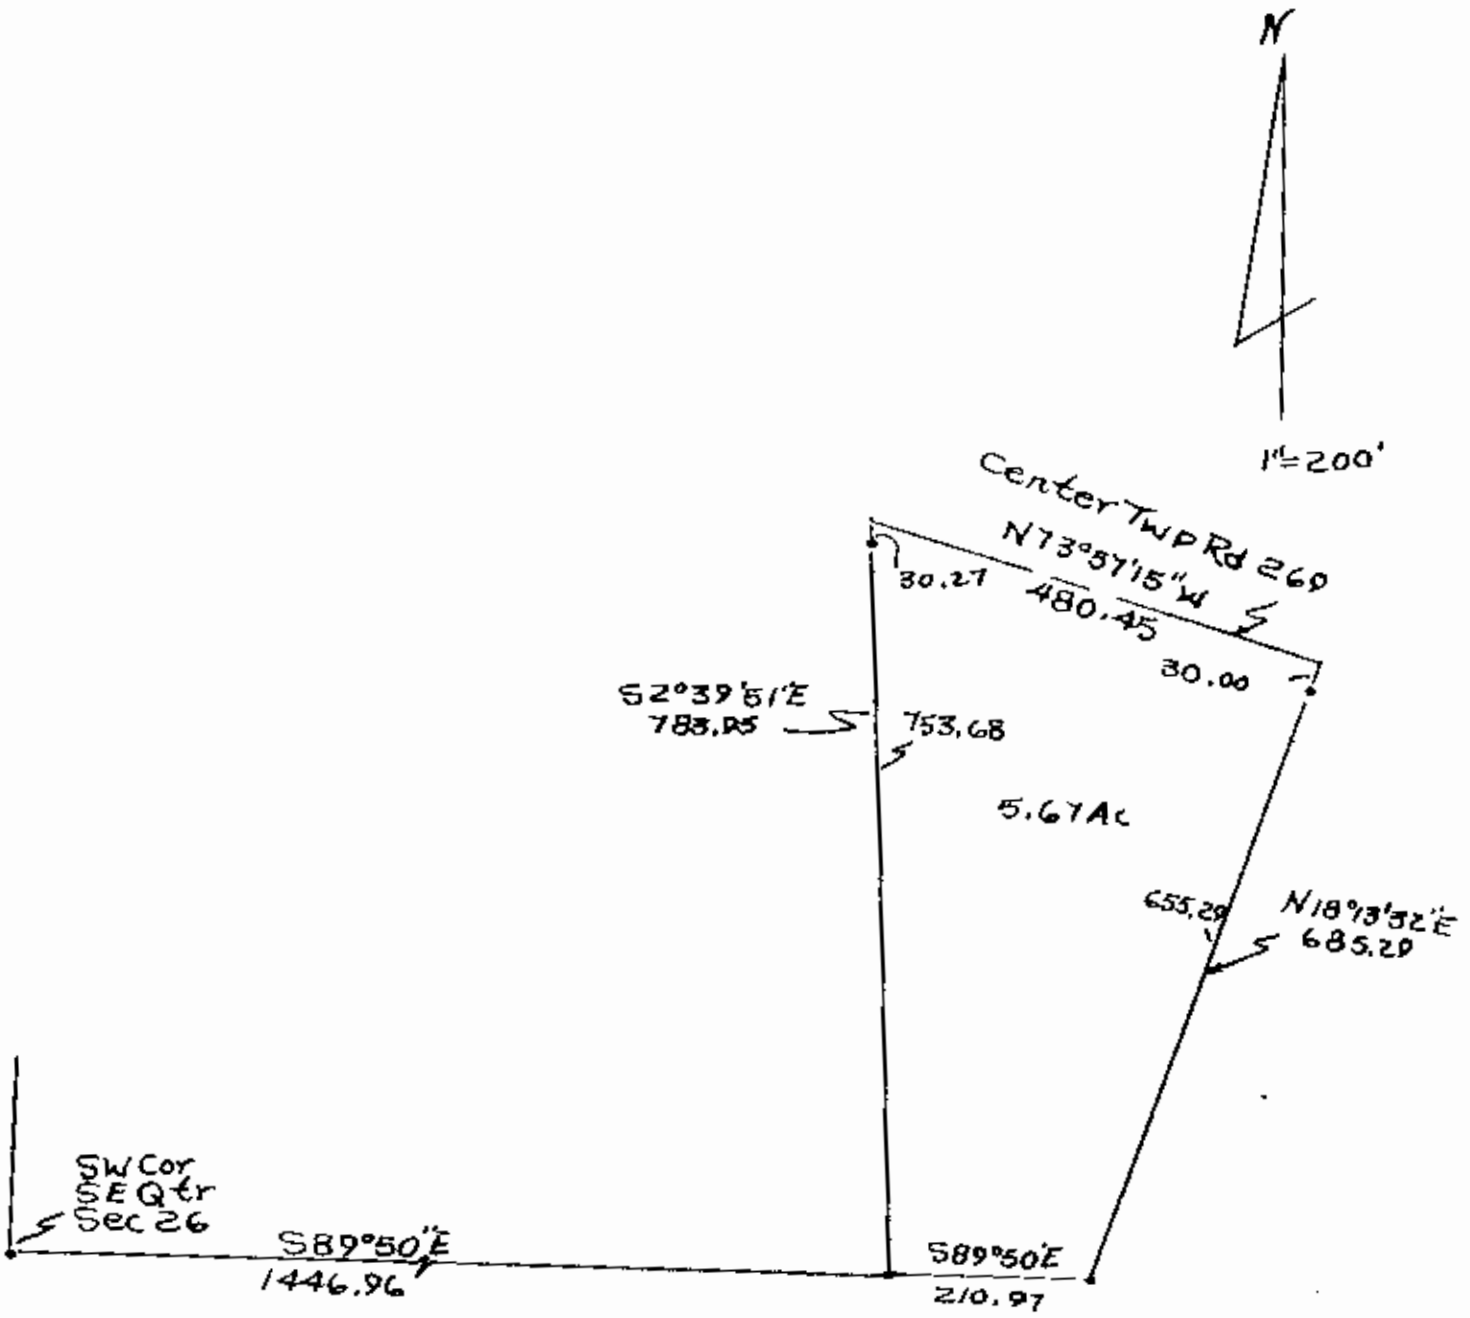 N
1"=200'
Center Twp Rd 269
N73°57'15"W
480.45
30.27
30.00
S2°39'51"E
783.95
753.68
5.67Ac
655.29
N18°13'32"E
685.29
SW Cor
SE Qtr
Sec 26
S89°50"E
1446.96
S89°50'E
210.97